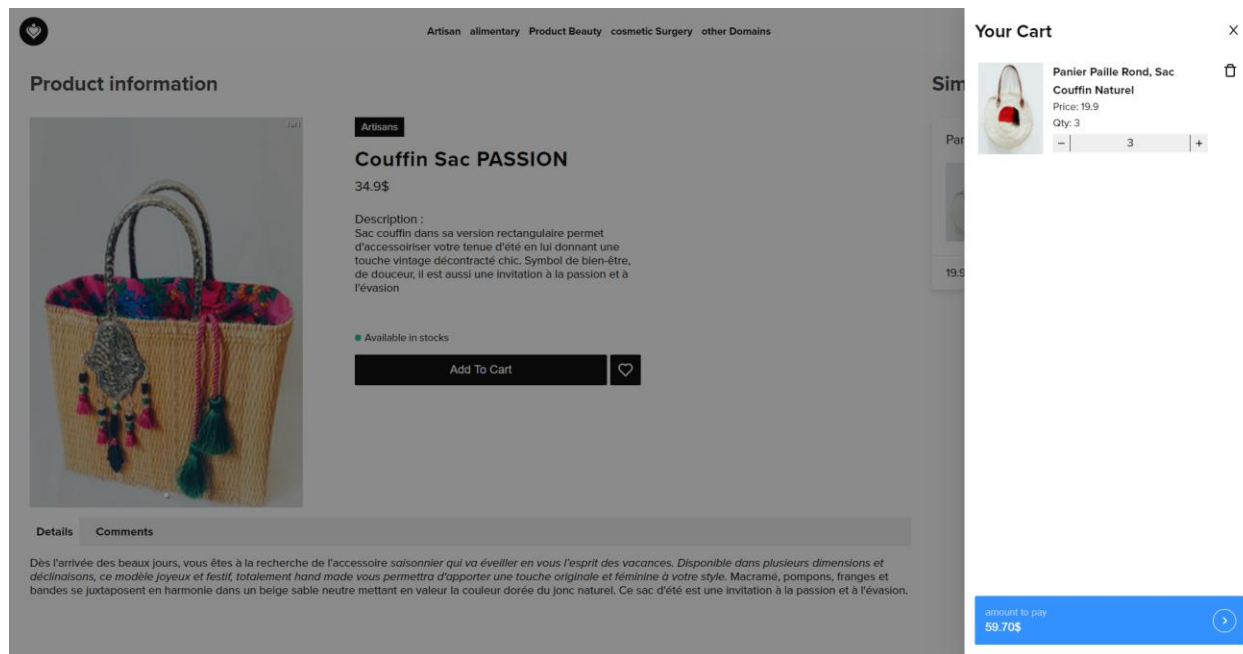 Artisan alimentary Product Beauty cosmetic Surgery other Domains
Product information
Artisans
Couffin Sac PASSION
34.9$
Description :
Sac couffin dans sa version rectangulaire permet
d'accessoiriser votre tenue d'été en lui donnant une
touche vintage décontracté chic. Symbol de bien-être,
de douceur, il est aussi une invitation à la passion et à
l'évasion
Available in stocks
Add To Cart
Details Comments
Dès l'arrivée des beaux jours, vous êtes à la recherche de l'accessoire saisonnier qui va éveiller en vous l'esprit des vacances. Disponible dans plusieurs dimensions et
déclinaisons, ce modèle joyeux et festif, totalement hand made vous permettra d'apporter une touche originale et féminine à votre style. Macramé, pompons, franges et
bandes se juxtaposent en harmonie dans un beige sable neutre mettant en valeur la couleur dorée du jonc naturel. Ce sac d'été est une invitation à la passion et à l'évasion.
Sim
Par
19.9
Your Cart X
Panier Paille Rond, Sac
Couffin Naturel
Price: 19.9
Qty: 3
− 3 +
amount to pay
59.70$